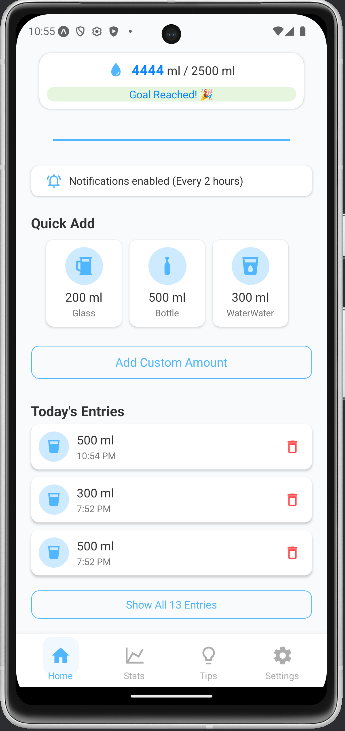 10:55
4444 ml / 2500 ml
Goal Reached! 🎉
Notifications enabled (Every 2 hours)
Quick Add
200 ml
Glass
500 ml
Bottle
300 ml
WaterWater
Add Custom Amount
Today's Entries
500 ml
10:54 PM
300 ml
7:52 PM
500 ml
7:52 PM
Show All 13 Entries
Home
Stats
Tips
Settings